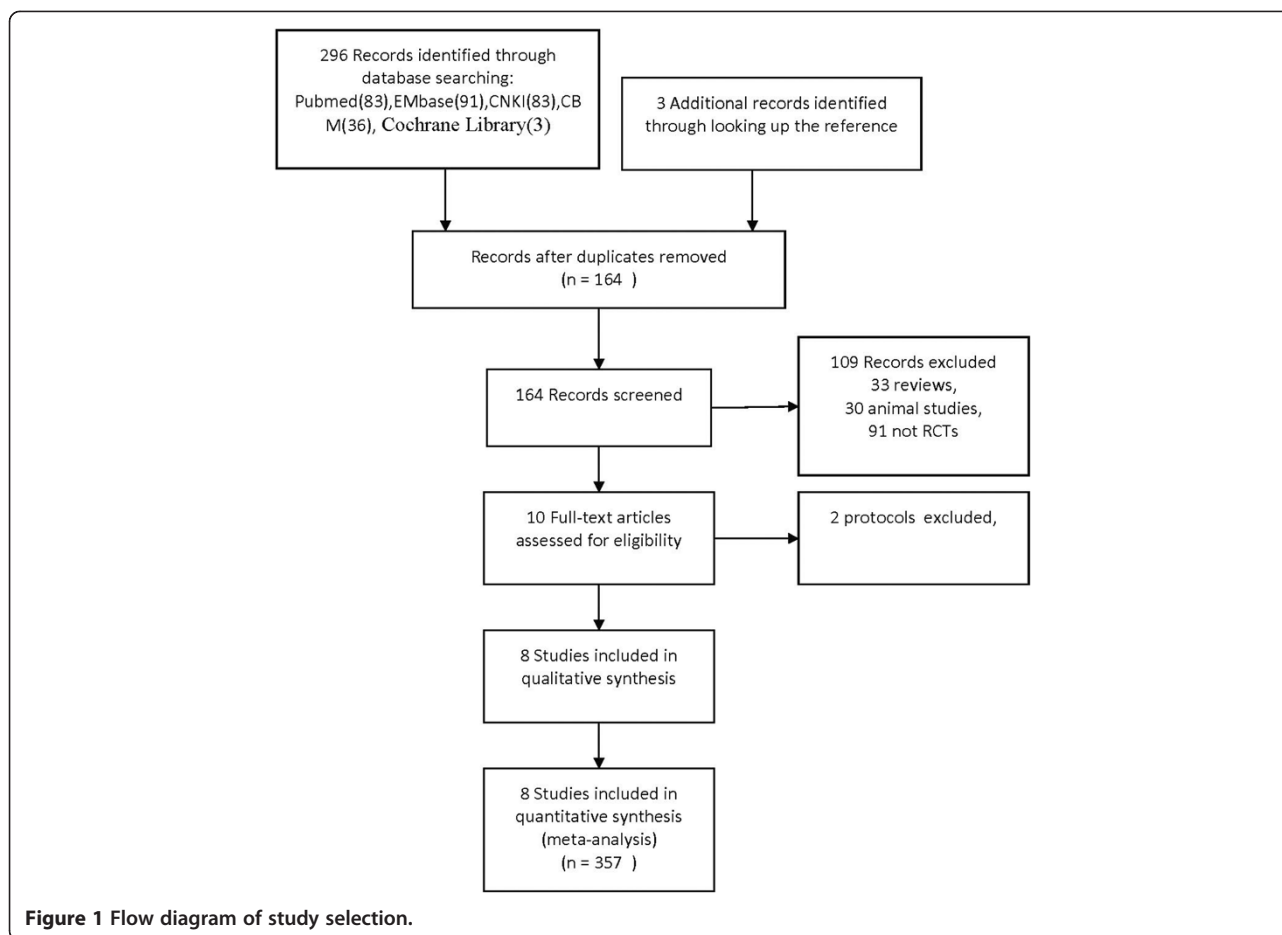 296 Records identified through
database searching:
Pubmed(83),EMbase(91),CNKI(83),CB
M(36), Cochrane Library(3)
3 Additional records identified
through looking up the reference
Records after duplicates removed
(n = 164 )
164 Records screened
109 Records excluded
33 reviews,
30 animal studies,
91 not RCTs
10 Full-text articles
assessed for eligibility
2 protocols excluded,
8 Studies included in
qualitative synthesis
8 Studies included in
quantitative synthesis
(meta-analysis)
(n = 357 )
Figure 1 Flow diagram of study selection.